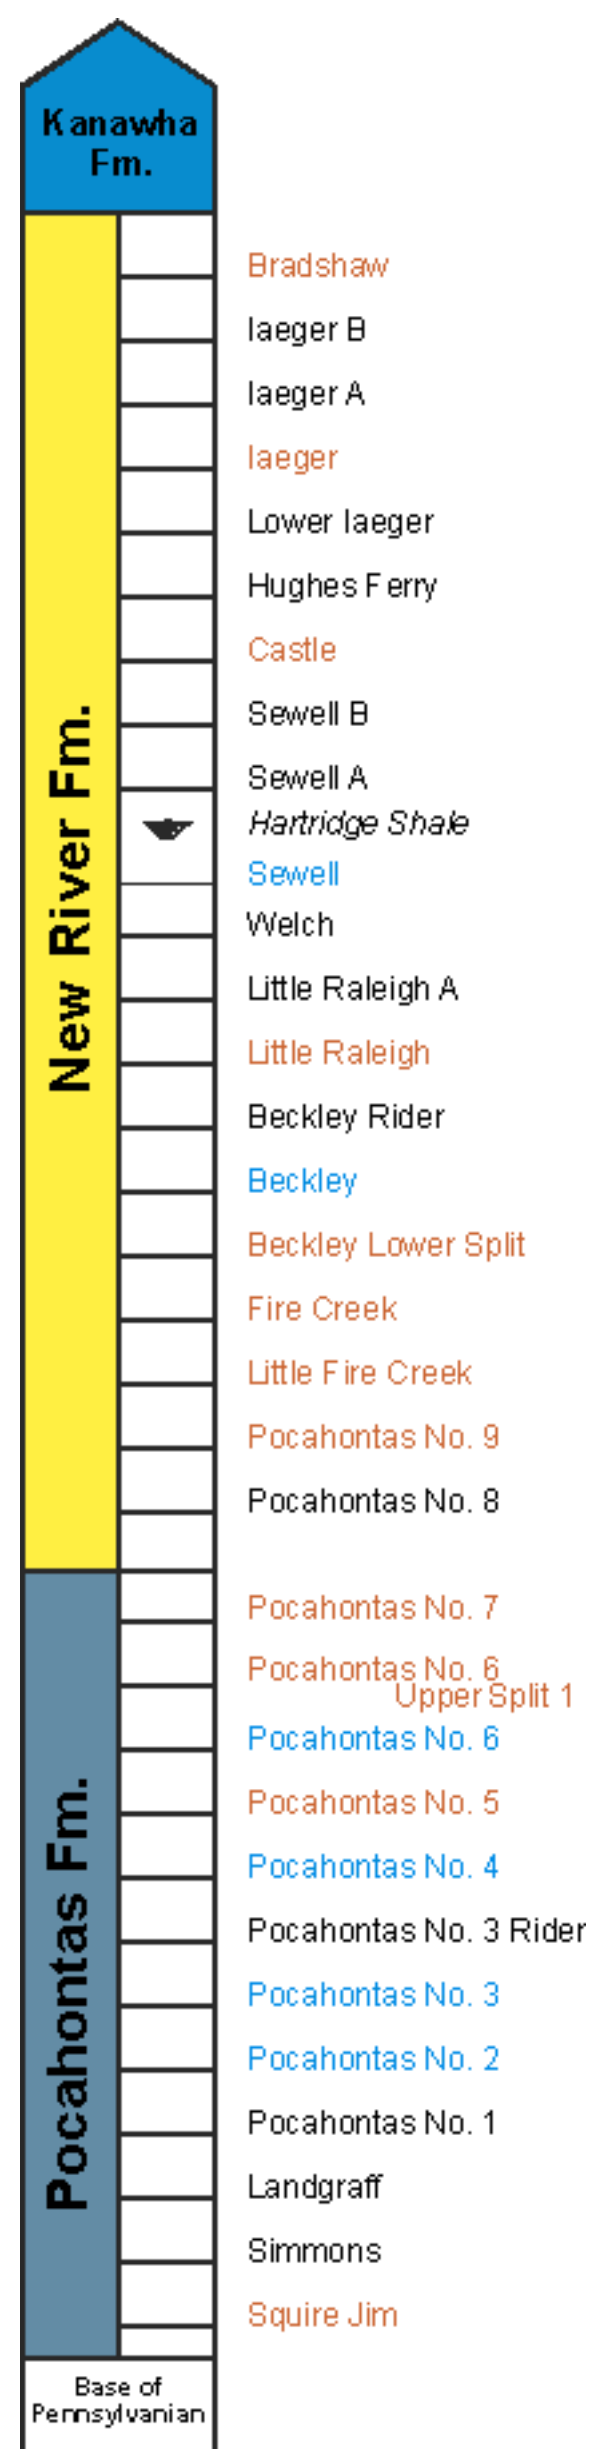 Kanawha
Fm.
New River Fm.
Bradshaw
Iaeger B
Iaeger A
Iaeger
Lower Iaeger
Hughes Ferry
Castle
Sewell B
Sewell A
Hartridge Shale
Sewell
Welch
Little Raleigh A
Little Raleigh
Beckley Rider
Beckley
Beckley Lower Split
Fire Creek
Little Fire Creek
Pocahontas No. 9
Pocahontas No. 8
Pocahontas Fm.
Pocahontas No. 7
Pocahontas No. 6
Upper Split 1
Pocahontas No. 6
Pocahontas No. 5
Pocahontas No. 4
Pocahontas No. 3 Rider
Pocahontas No. 3
Pocahontas No. 2
Pocahontas No. 1
Landgraff
Simmons
Squire Jim
Base of
Pennsylvanian